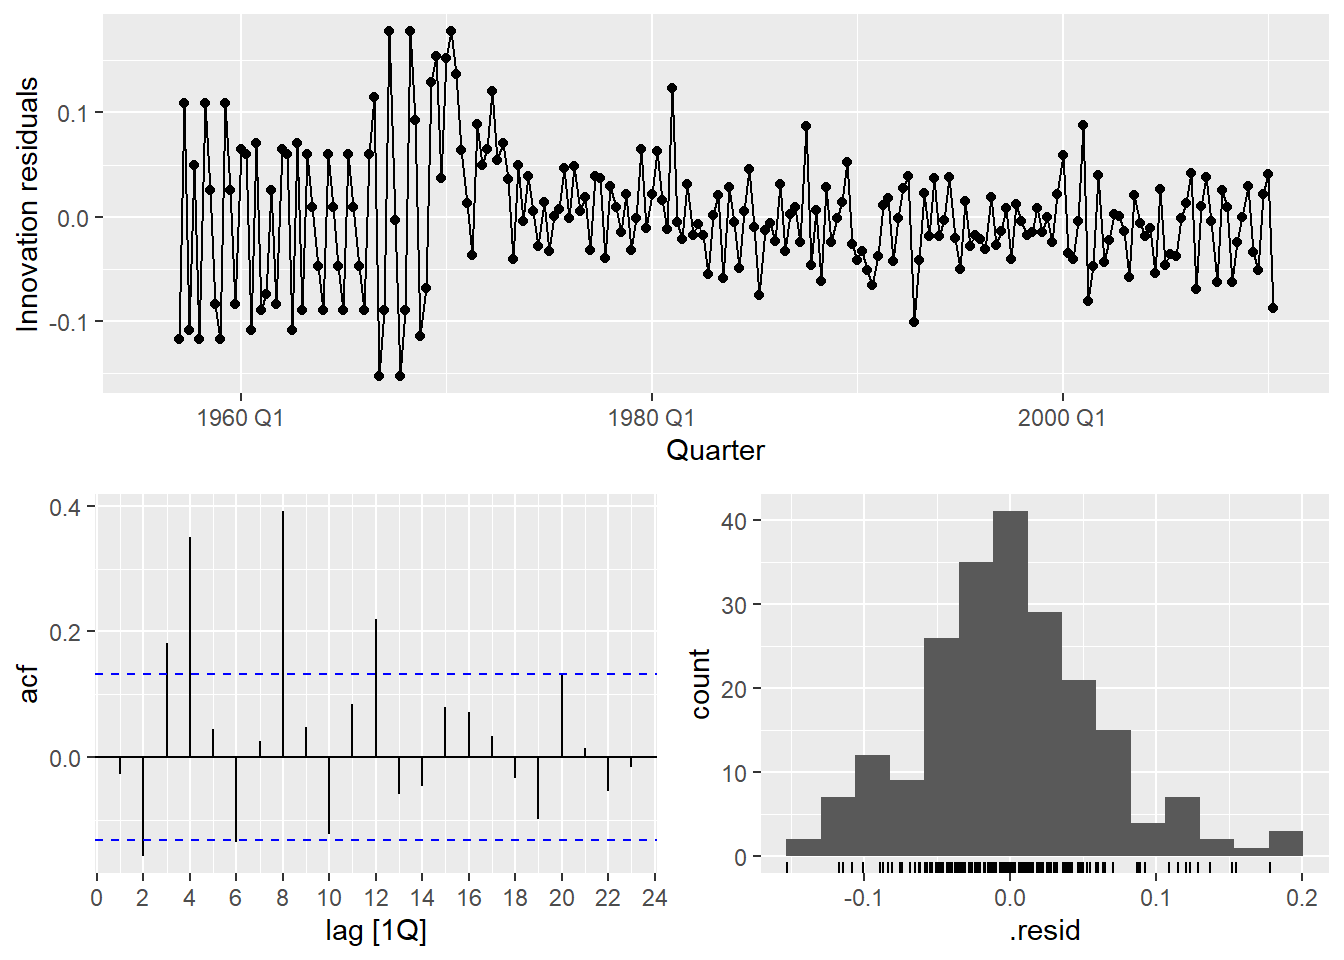 Innovation residuals
0.1
0.0
-0.1
1960 Q1
1980 Q1
2000 Q1
Quarter
acf
0.4
0.2
0.0
0 2 4 6 8 10 12 14 16 18 20 22 24
lag [1Q]
count
40
30
20
10
0
-0.1 0.0 0.1 0.2
.resid